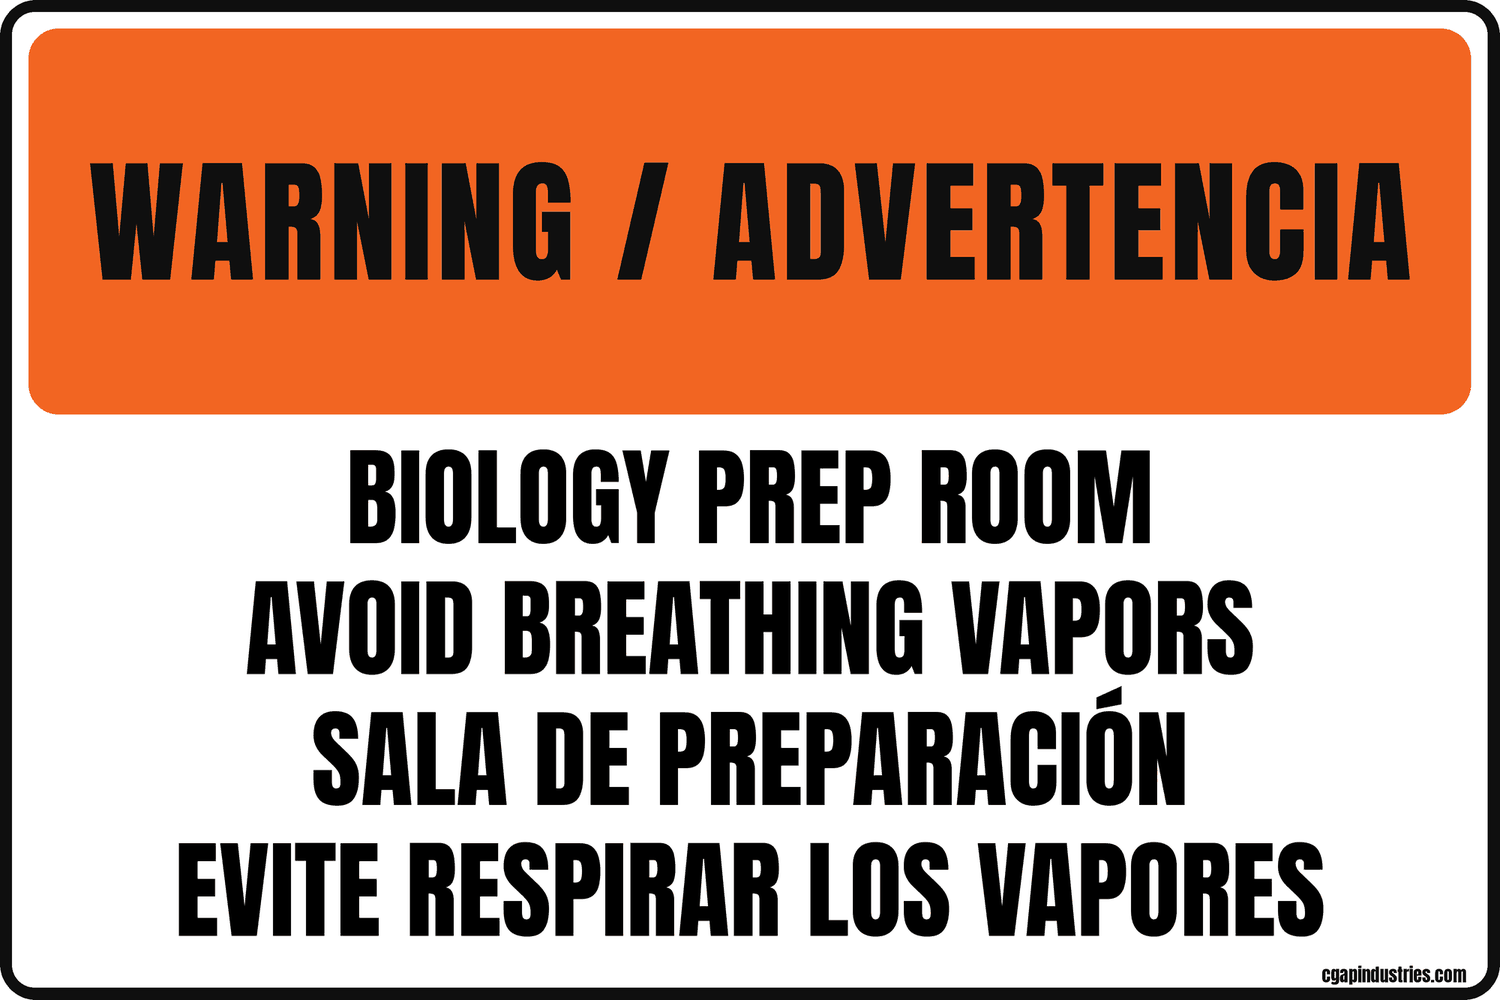 WARNING / ADVERTENCIA
BIOLOGY PREP ROOM
AVOID BREATHING VAPORS
SALA DE PREPARACIÓN
EVITE RESPIRAR LOS VAPORES
cgapindustries.com